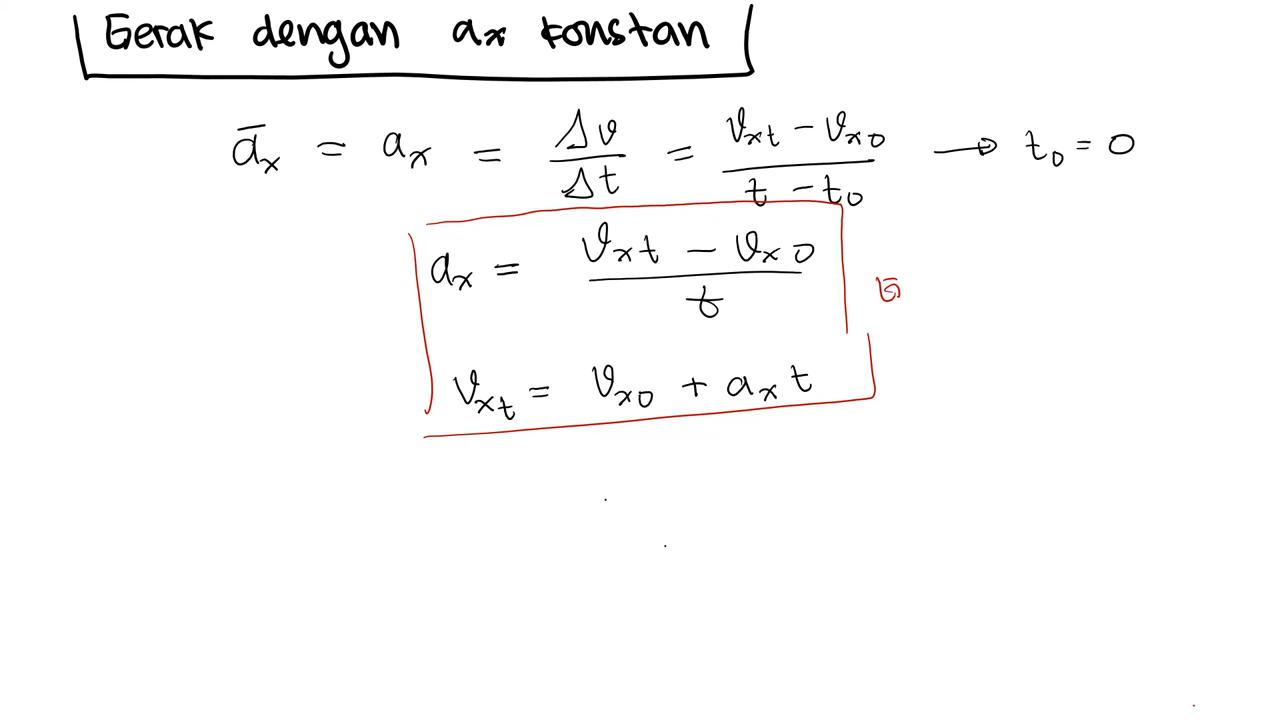 Gerak dengan ax konstan
āₓ = aₓ = Δv/Δt = (vₓt − vₓ₀)/(t − t₀) → t₀ = 0
aₓ = (vₓt − vₓ₀)/t
vₓt = vₓ₀ + aₓ t